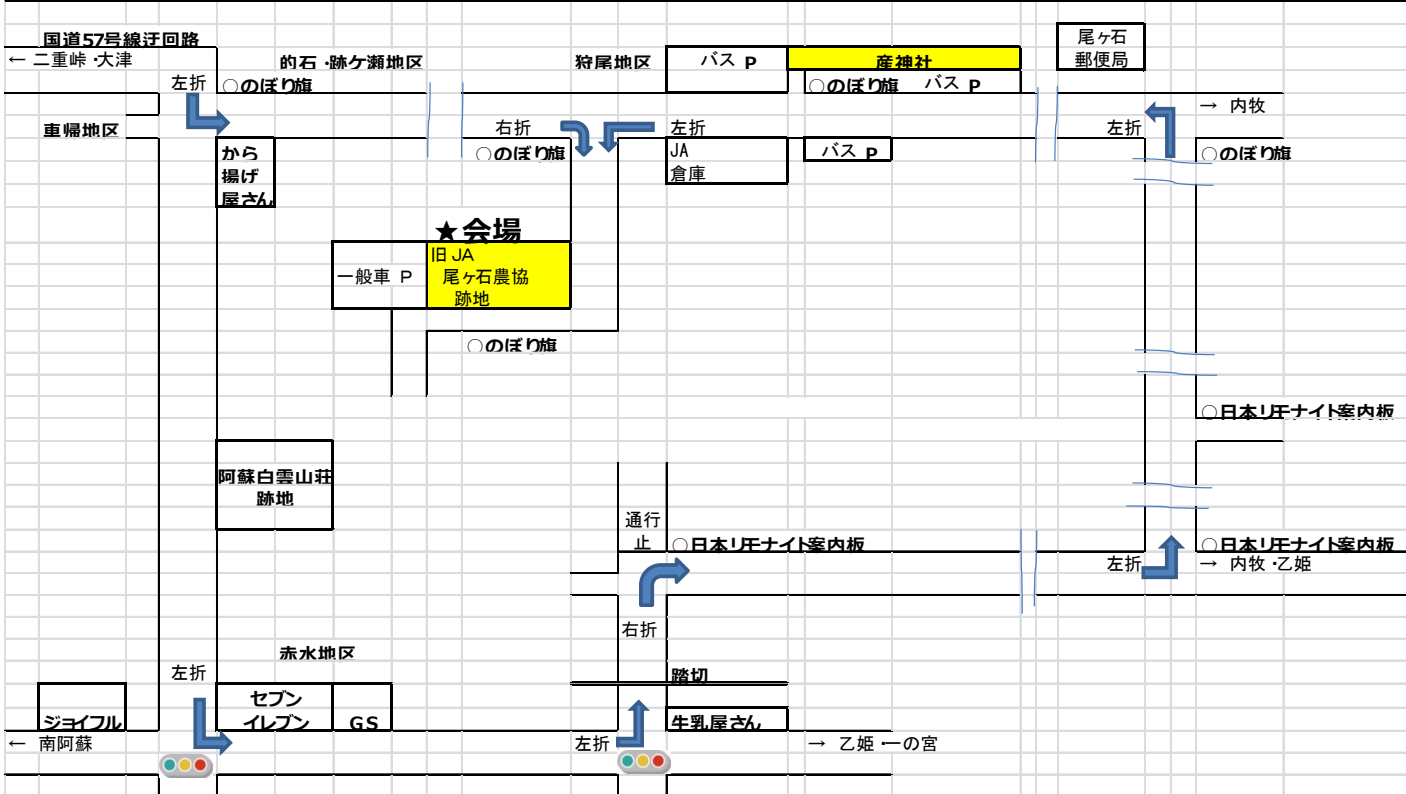 国道57号線迂回路
← 二重峠・大津
的石・跡ケ瀬地区
狩尾地区
バス P
産神社
尾ヶ石
郵便局
左折
○のぼり旗
○のぼり旗
バス P
→ 内牧
車帰地区
右折
左折
左折
から
揚げ
屋さん
○のぼり旗
JA
倉庫
バス P
○のぼり旗
★会場
一般車 P
旧JA
尾ヶ石農協
跡地
○のぼり旗
○日本リモナイト案内板
阿蘇白雲山荘
跡地
通行
止
○日本リモナイト案内板
○日本リモナイト案内板
左折
→ 内牧・乙姫
右折
赤水地区
左折
踏切
ジョイフル
セブン
イレブン
GS
牛乳屋さん
← 南阿蘇
左折
→ 乙姫・一の宮